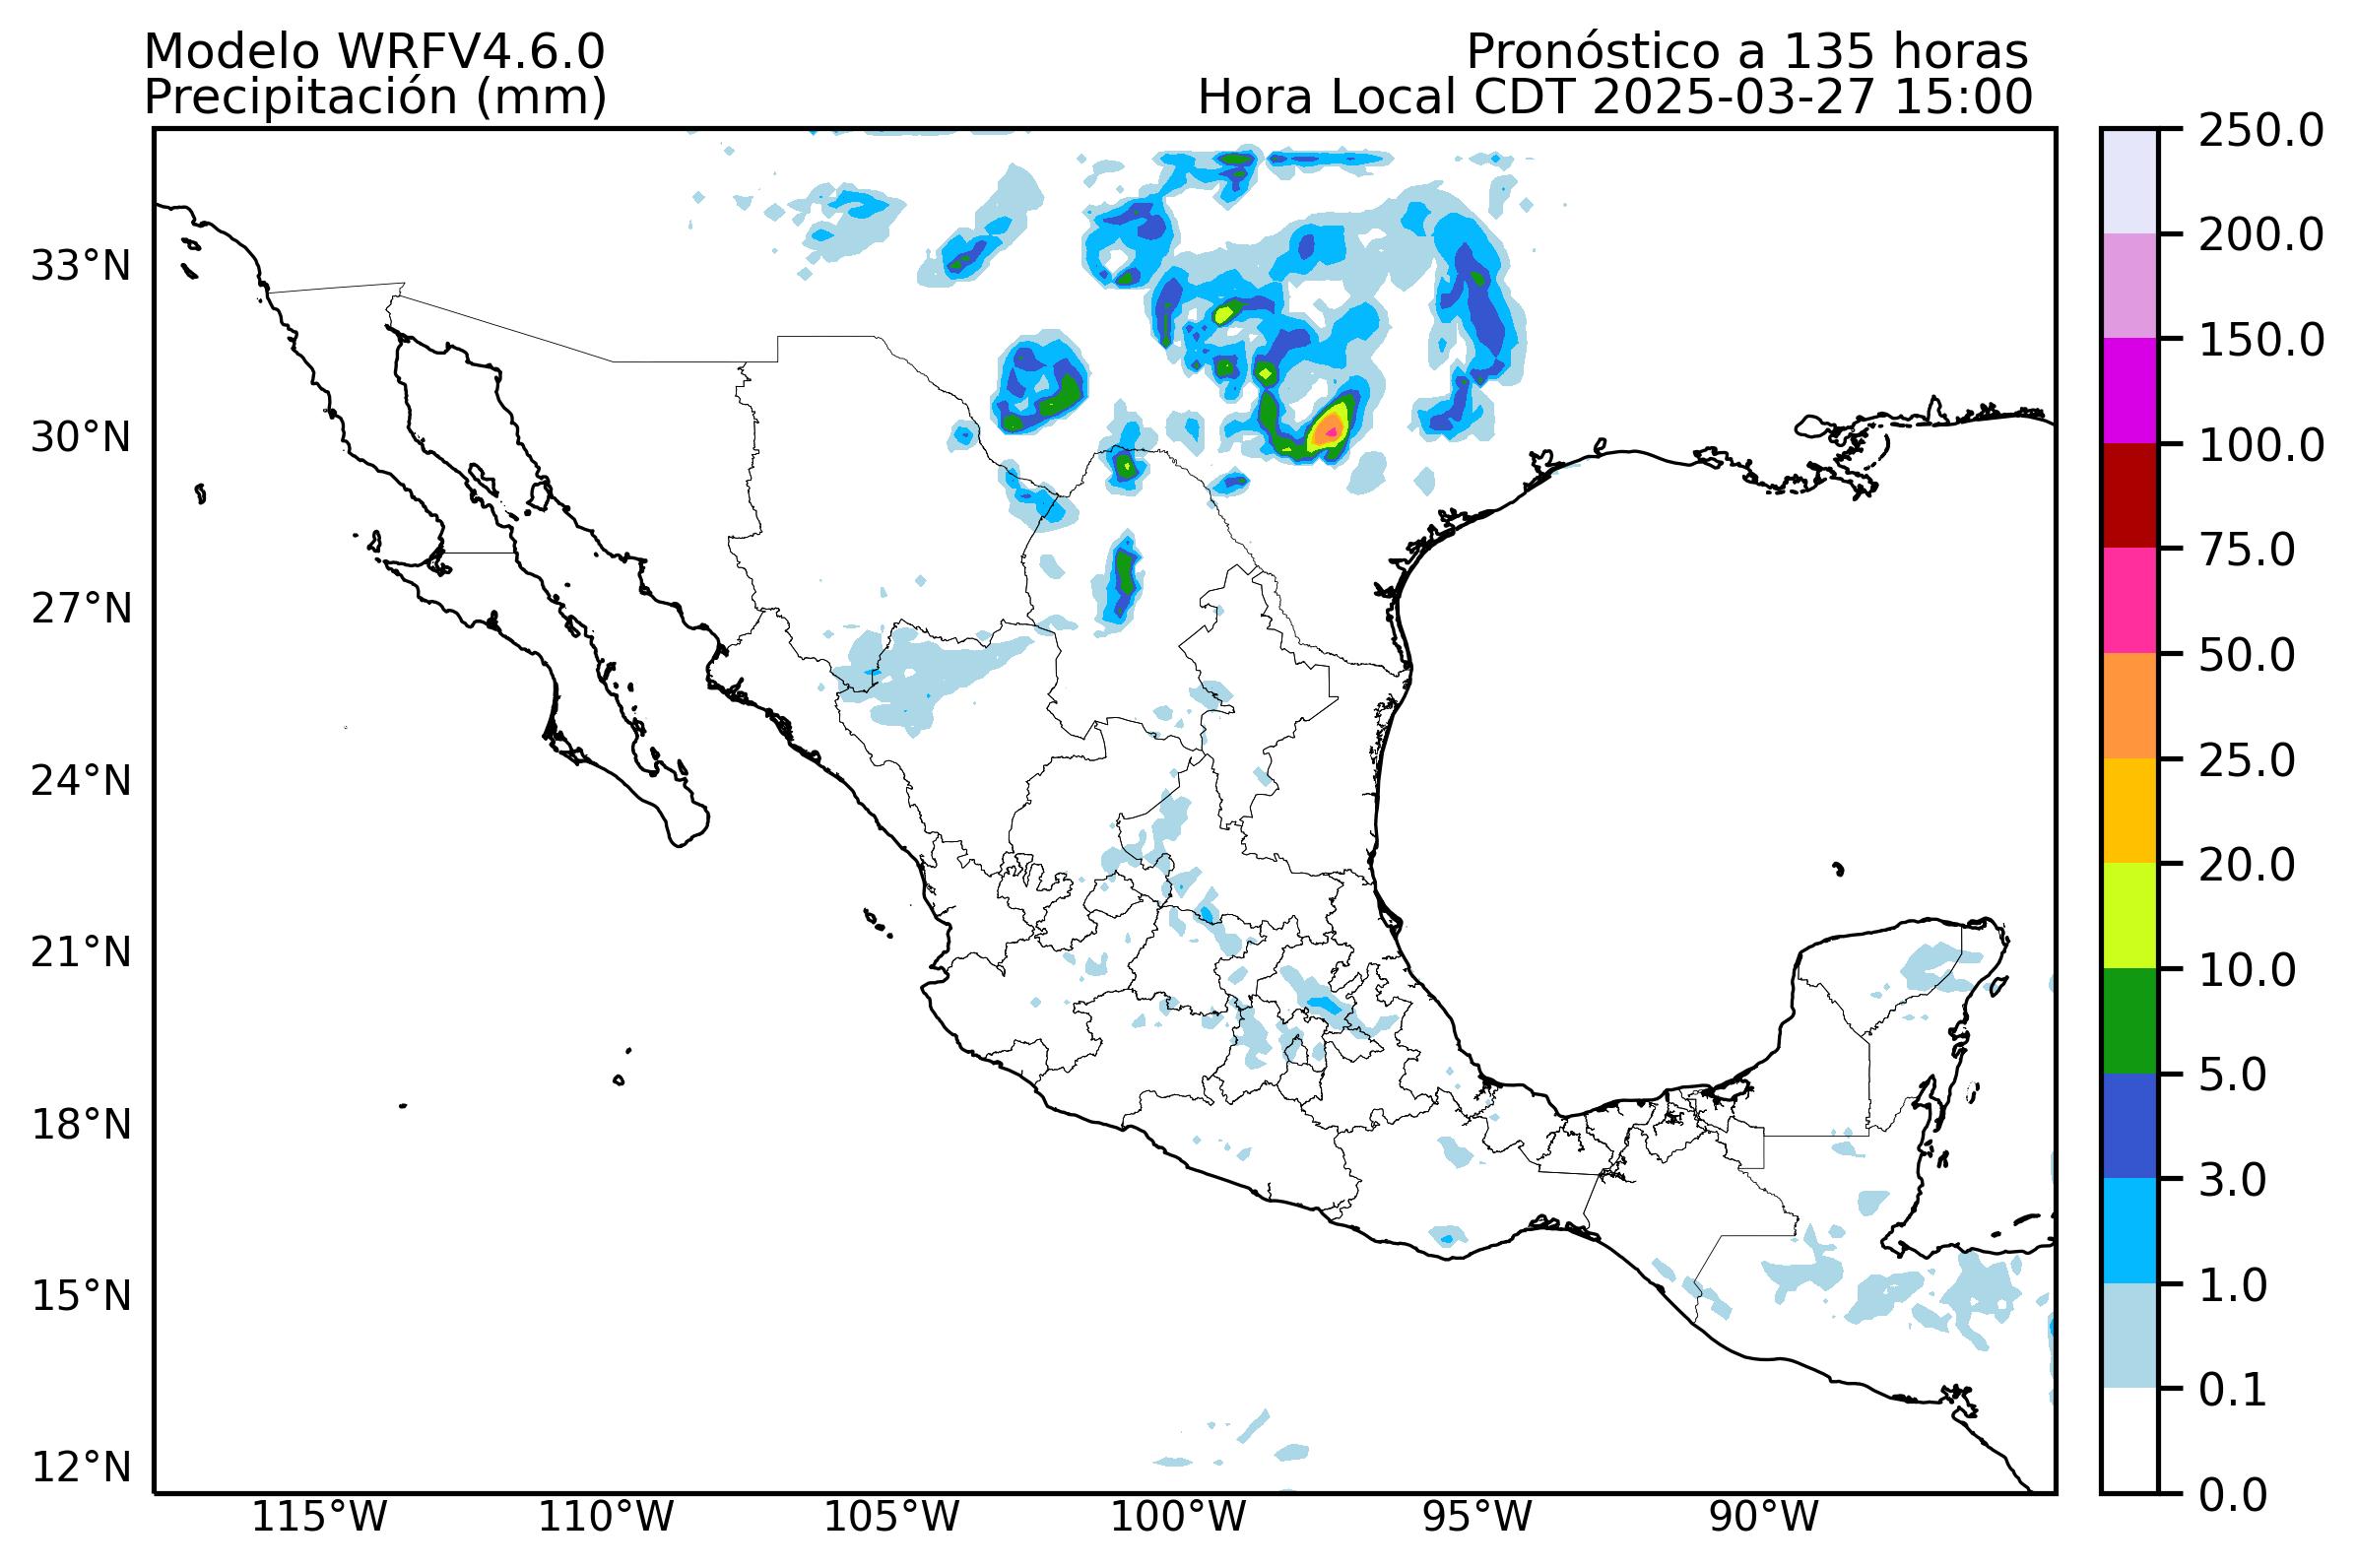 Modelo WRFV4.6.0
Precipitación (mm)
Pronóstico a 135 horas
Hora Local CDT 2025-03-27 15:00
33°N
30°N
27°N
24°N
21°N
18°N
15°N
12°N
115°W
110°W
105°W
100°W
95°W
90°W
250.0
200.0
150.0
100.0
75.0
50.0
25.0
20.0
10.0
5.0
3.0
1.0
0.1
0.0